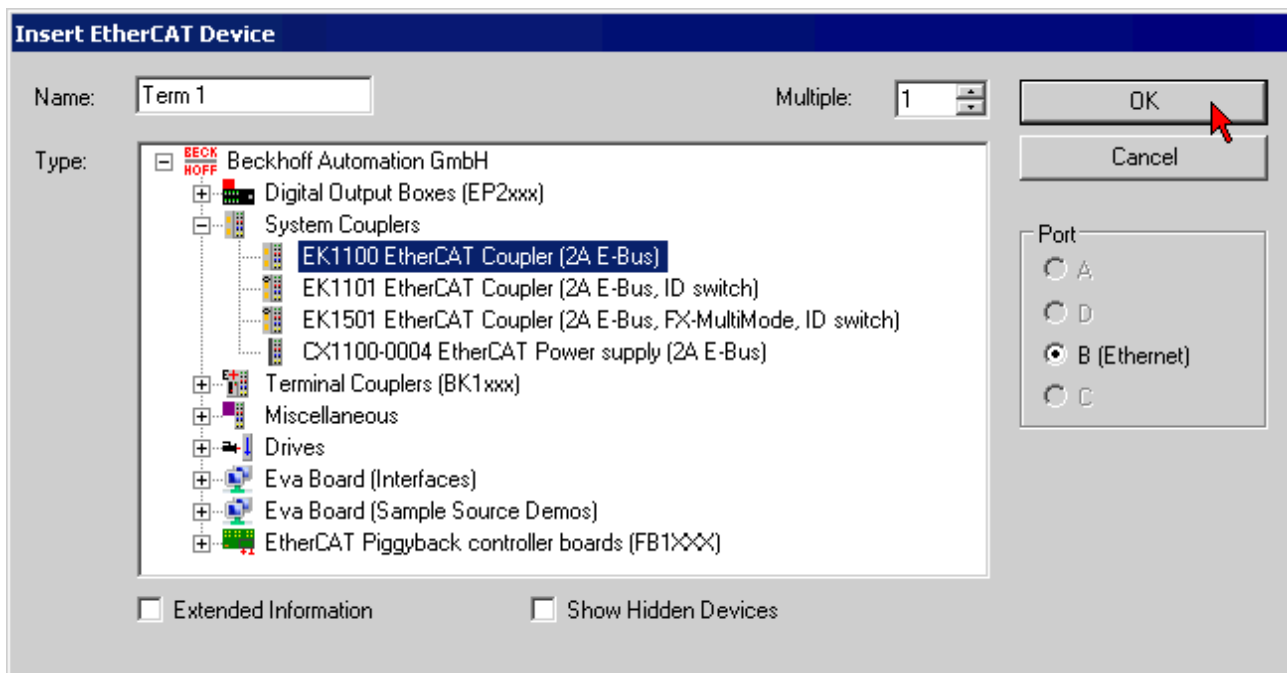 Insert EtherCAT Device
Name: Term 1 Multiple: 1 OK
Cancel
Type: BECKHOFF Beckhoff Automation GmbH
Digital Output Boxes (EP2xxx)
System Couplers
EK1100 EtherCAT Coupler (2A E-Bus)
EK1101 EtherCAT Coupler (2A E-Bus, ID switch)
EK1501 EtherCAT Coupler (2A E-Bus, FX-MultiMode, ID switch)
CX1100-0004 EtherCAT Power supply (2A E-Bus)
Terminal Couplers (BK1xxx)
Miscellaneous
Drives
Eva Board (Interfaces)
Eva Board (Sample Source Demos)
EtherCAT Piggyback controller boards (FB1XXX)
Port
A
D
B (Ethernet)
C
Extended Information Show Hidden Devices